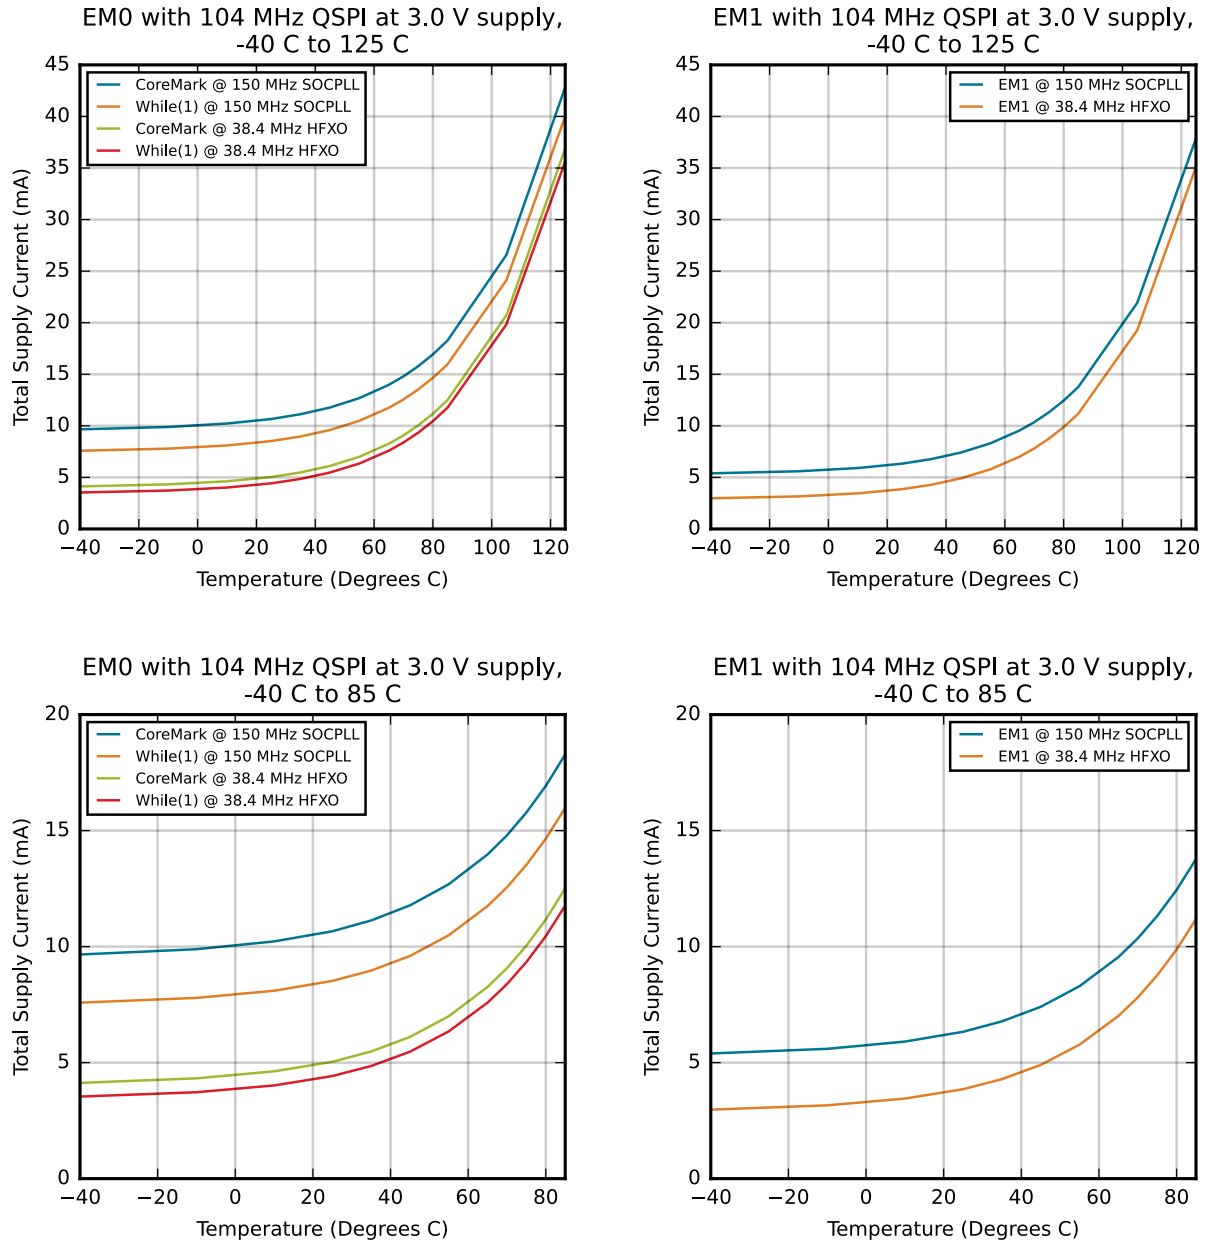 EM0 with 104 MHz QSPI at 3.0 V supply,
-40 C to 125 C
45
40
35
30
25
20
15
10
5
0
Total Supply Current (mA)
CoreMark @ 150 MHz SOCPLL
While(1) @ 150 MHz SOCPLL
CoreMark @ 38.4 MHz HFXO
While(1) @ 38.4 MHz HFXO
−40 −20 0 20 40 60 80 100 120
Temperature (Degrees C)
EM1 with 104 MHz QSPI at 3.0 V supply,
-40 C to 125 C
45
40
35
30
25
20
15
10
5
0
Total Supply Current (mA)
EM1 @ 150 MHz SOCPLL
EM1 @ 38.4 MHz HFXO
−40 −20 0 20 40 60 80 100 120
Temperature (Degrees C)
EM0 with 104 MHz QSPI at 3.0 V supply,
-40 C to 85 C
20
15
10
5
0
Total Supply Current (mA)
CoreMark @ 150 MHz SOCPLL
While(1) @ 150 MHz SOCPLL
CoreMark @ 38.4 MHz HFXO
While(1) @ 38.4 MHz HFXO
−40 −20 0 20 40 60 80
Temperature (Degrees C)
EM1 with 104 MHz QSPI at 3.0 V supply,
-40 C to 85 C
20
15
10
5
0
Total Supply Current (mA)
EM1 @ 150 MHz SOCPLL
EM1 @ 38.4 MHz HFXO
−40 −20 0 20 40 60 80
Temperature (Degrees C)